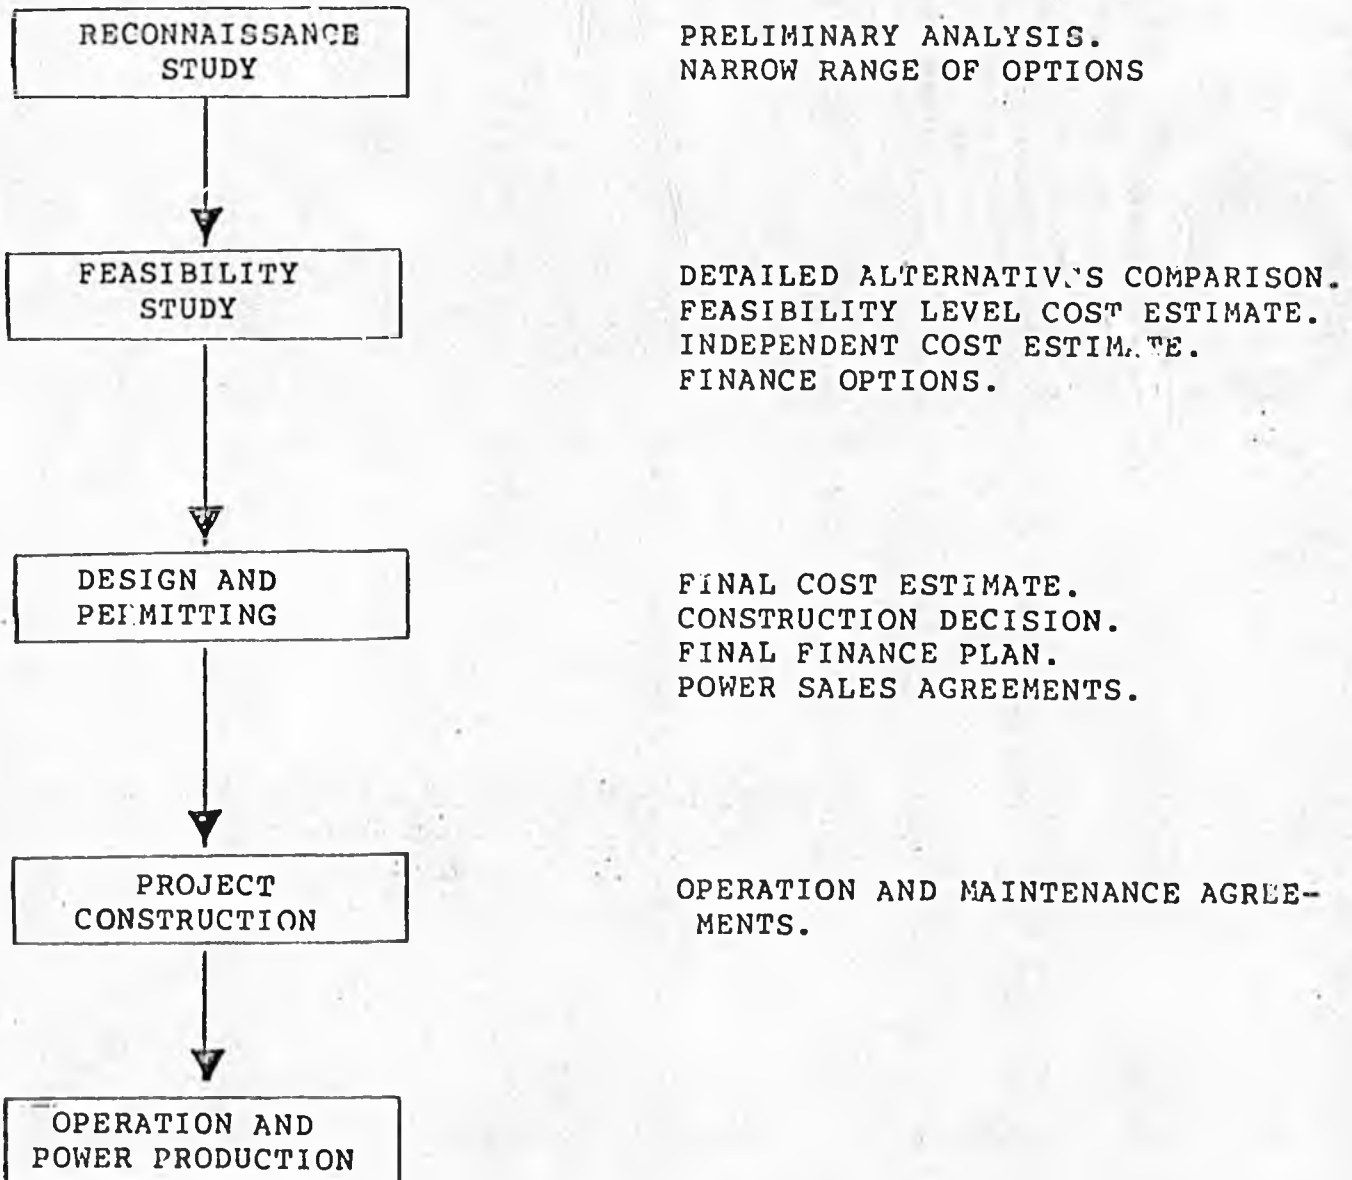 RECONNAISSANCE
STUDY
PRELIMINARY ANALYSIS.
NARROW RANGE OF OPTIONS
FEASIBILITY
STUDY
DETAILED ALTERNATIVES COMPARISON.
FEASIBILITY LEVEL COST ESTIMATE.
INDEPENDENT COST ESTIMATE.
FINANCE OPTIONS.
DESIGN AND
PERMITTING
FINAL COST ESTIMATE.
CONSTRUCTION DECISION.
FINAL FINANCE PLAN.
POWER SALES AGREEMENTS.
PROJECT
CONSTRUCTION
OPERATION AND MAINTENANCE AGREE-
MENTS.
OPERATION AND
POWER PRODUCTION